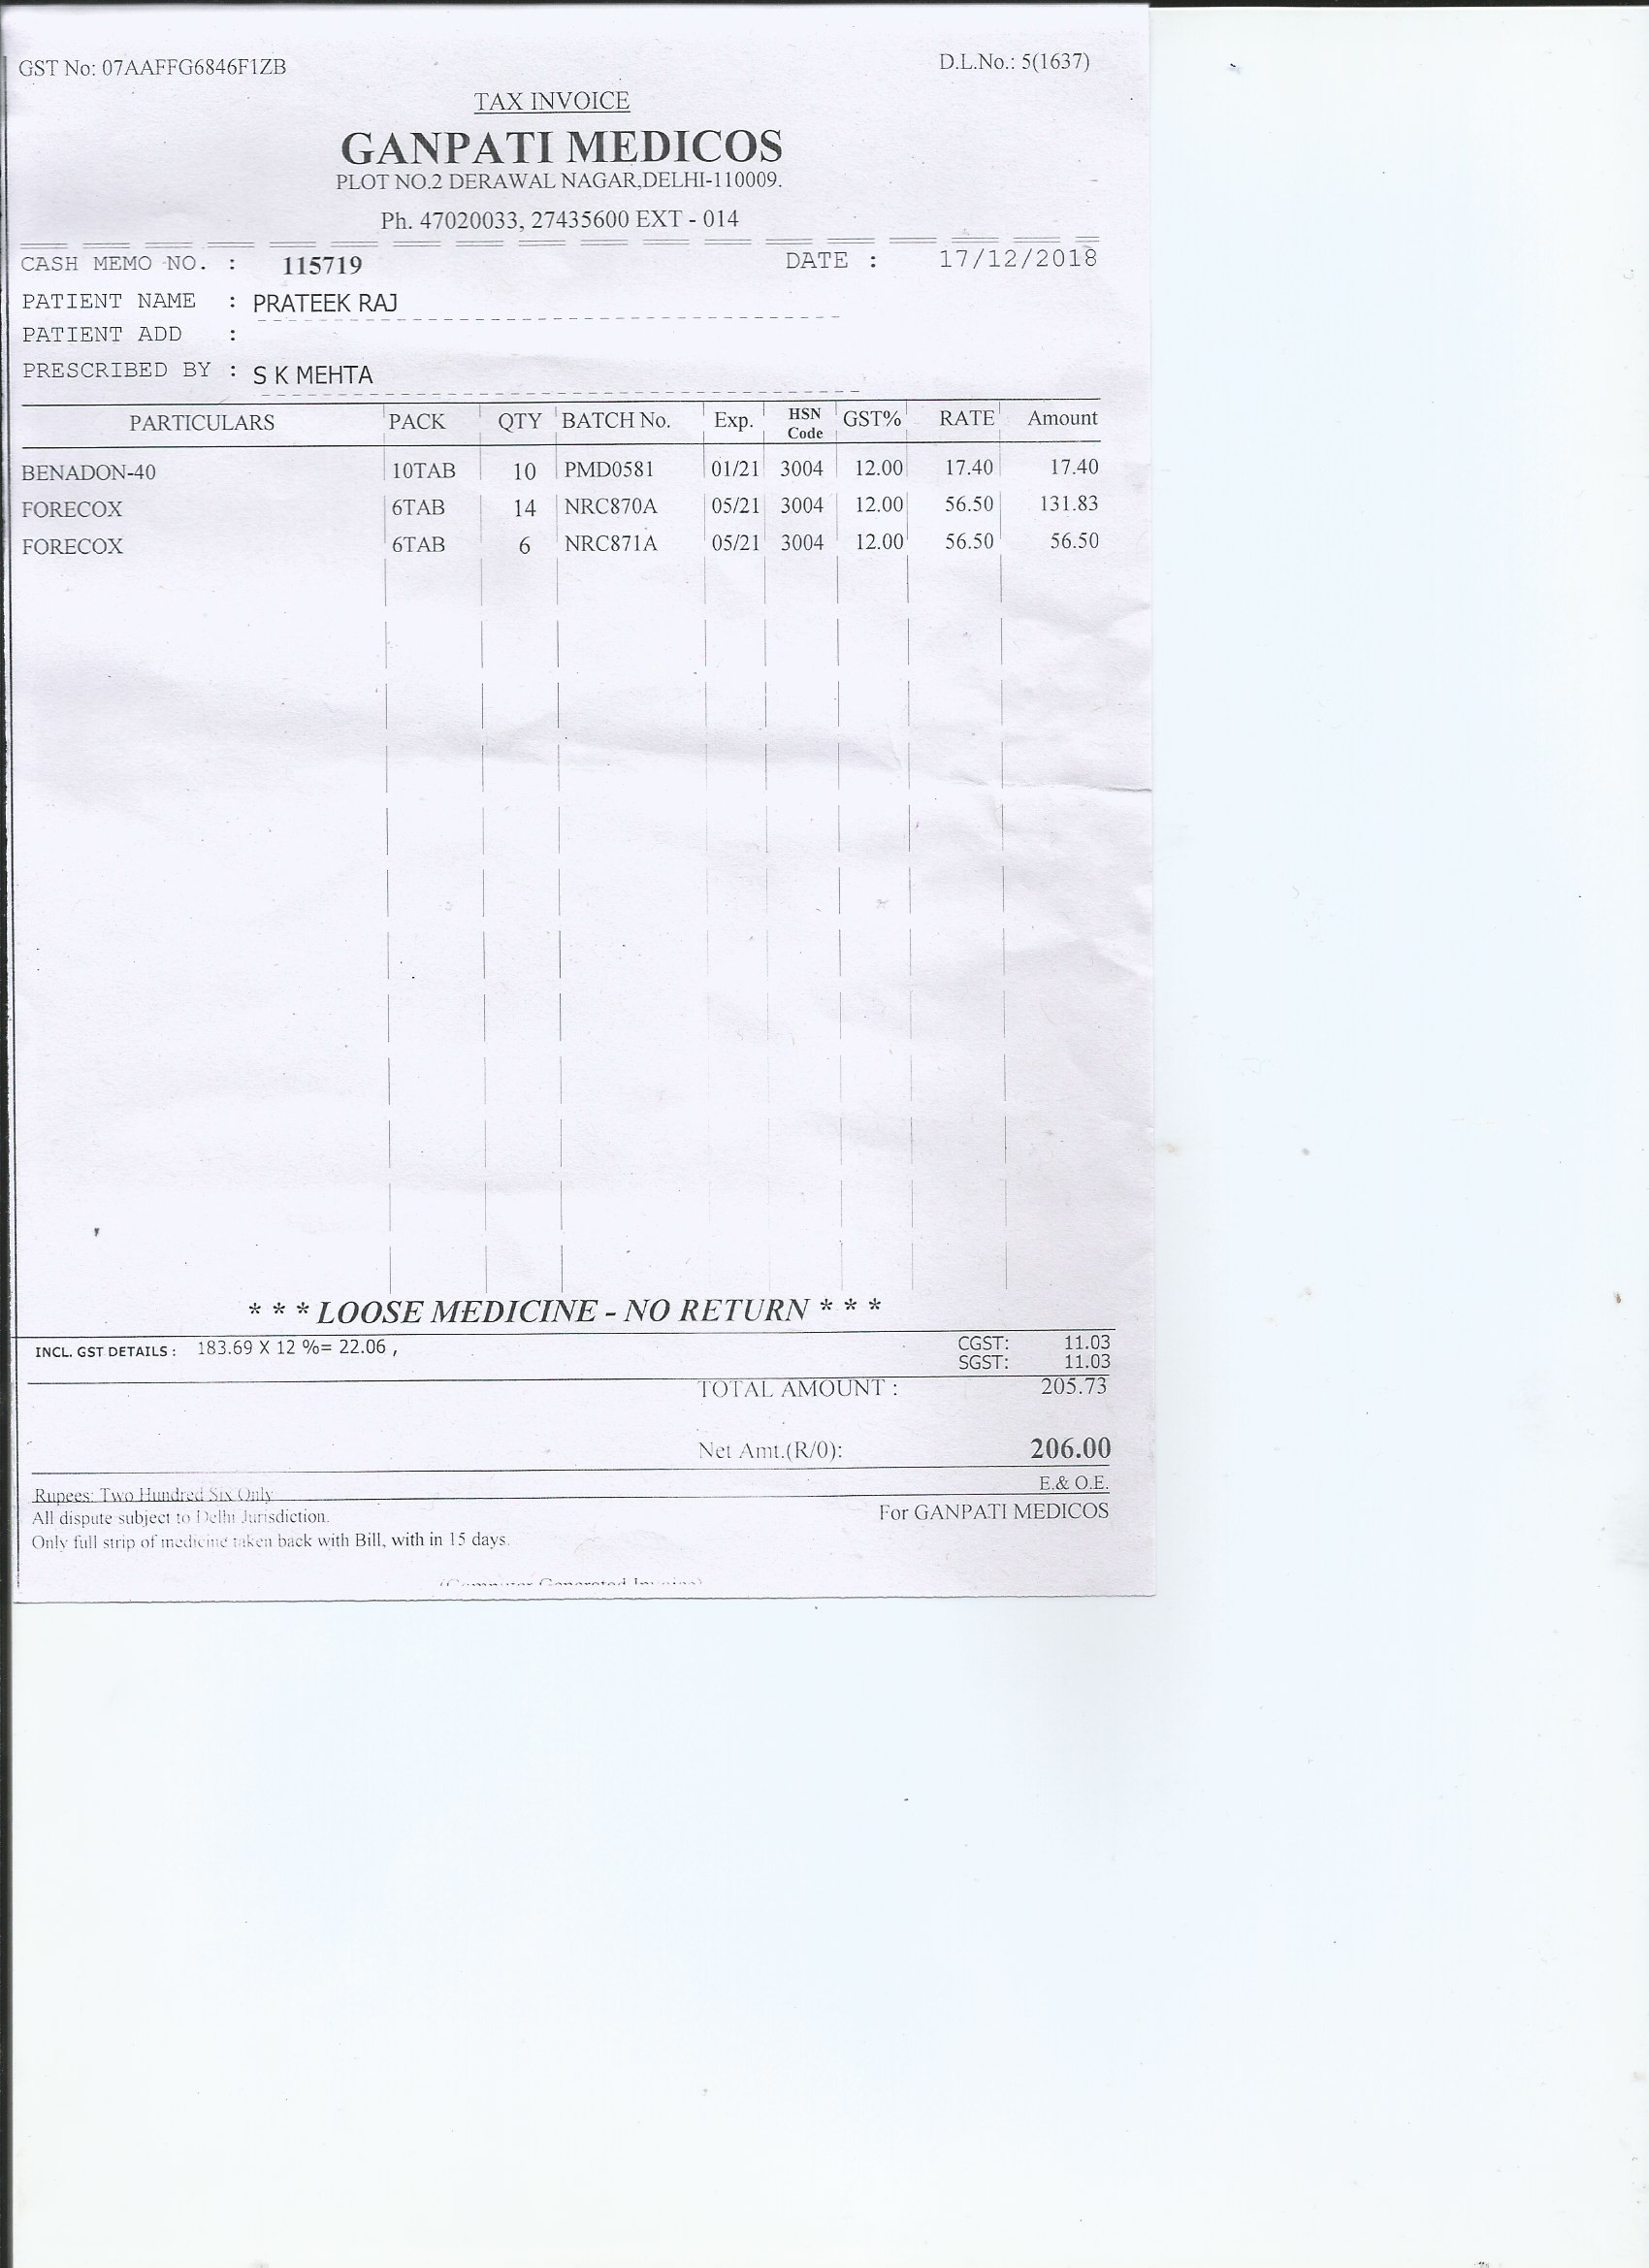 GST No: 07AAFFG6846F1ZB D.L.No.: 5(1637)
TAX INVOICE
GANPATI MEDICOS
PLOT NO.2 DERAWAL NAGAR,DELHI-110009.
Ph. 47020033, 27435600 EXT - 014
CASH MEMO NO. : 115719 DATE : 17/12/2018
PATIENT NAME : PRATEEK RAJ
PATIENT ADD :
PRESCRIBED BY : S K MEHTA
PARTICULARS PACK QTY BATCH No. Exp. HSN Code GST% RATE Amount
BENADON-40 10TAB 10 PMD0581 01/21 3004 12.00 17.40 17.40
FORECOX 6TAB 14 NRC870A 05/21 3004 12.00 56.50 131.83
FORECOX 6TAB 6 NRC871A 05/21 3004 12.00 56.50 56.50
* * * LOOSE MEDICINE - NO RETURN * * *
INCL. GST DETAILS : 183.69 X 12 %= 22.06 , CGST: 11.03
SGST: 11.03
TOTAL AMOUNT : 205.73
Net Amt.(R/0): 206.00
E.& O.E.
Rupees: Two Hundred Six Only
All dispute subject to Delhi Jurisdiction. For GANPATI MEDICOS
Only full strip of medicine taken back with Bill, with in 15 days.
(Computer Generated Invoice)